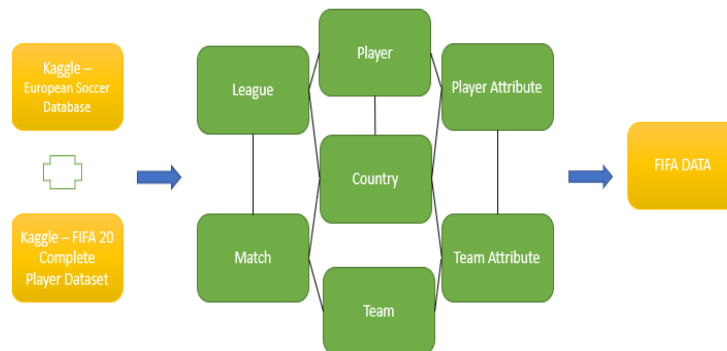 Kaggle –
European Soccer
Database
Kaggle – FIFA 20
Complete
Player Dataset
League
Player
Player Attribute
Country
Match
Team
Team Attribute
FIFA DATA